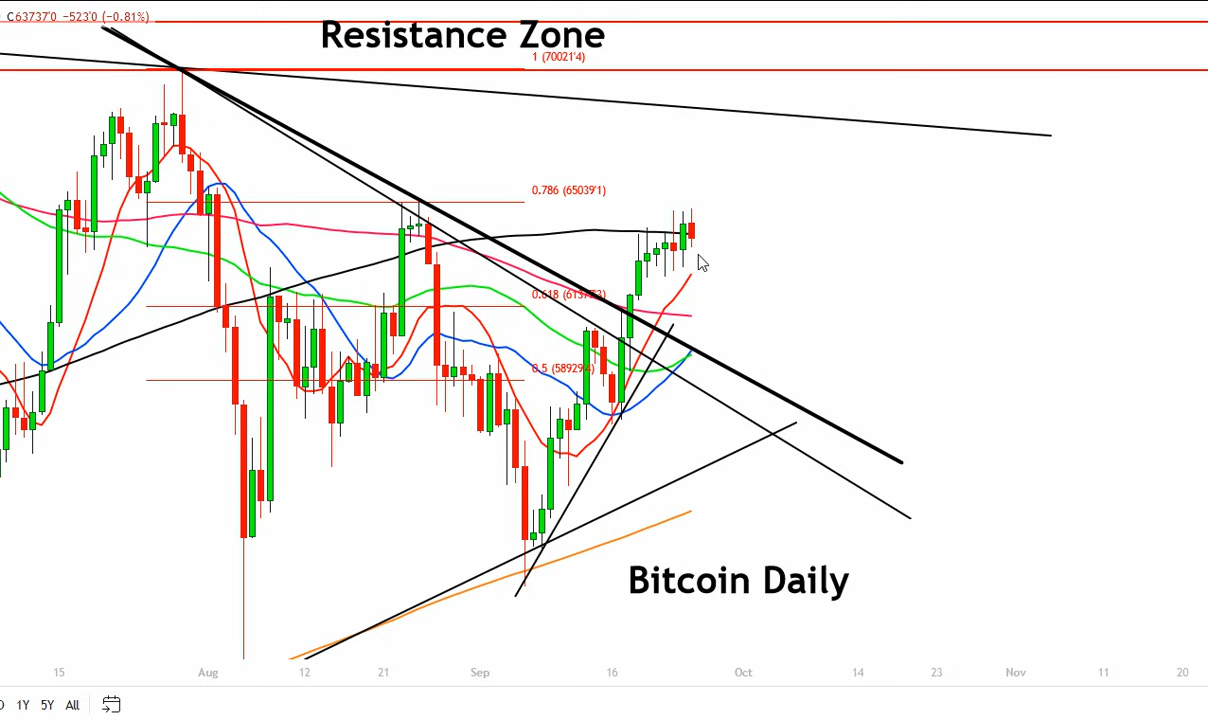 C63737'0 −523'0 (−0.81%)
Resistance Zone
1 (70021'4)
0.786 (65039'1)
0.5 (58929'4)
Bitcoin Daily
15 Aug 12 21 Sep 16 Oct 14 23 Nov 11 20
1Y 5Y All